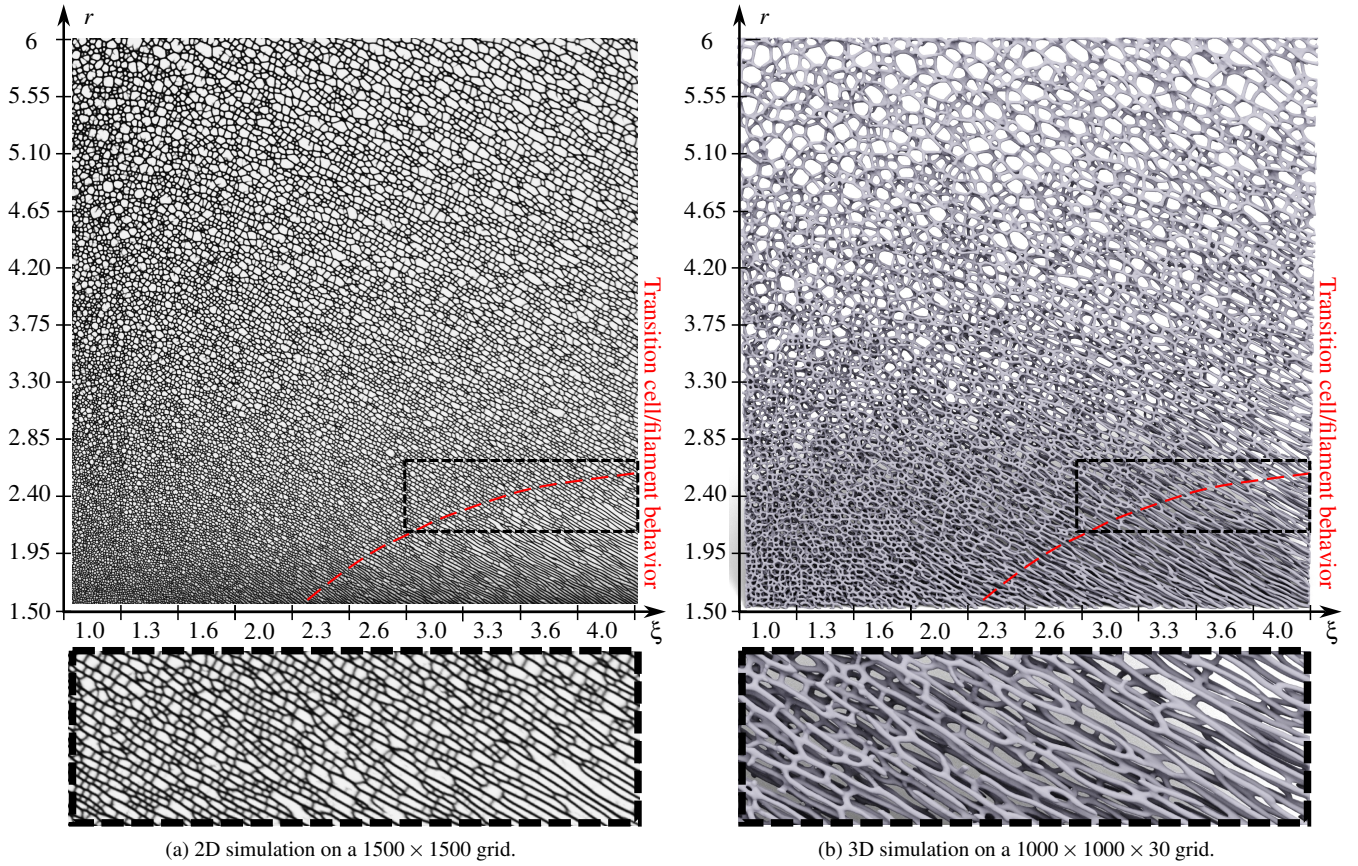 r
6
5.55
5.10
4.65
4.20
3.75
3.30
2.85
2.40
1.95
1.50
1.0 1.3 1.6 2.0 2.3 2.6 3.0 3.3 3.6 4.0 ξ
Transition cell/filament behavior
(a) 2D simulation on a 1500 × 1500 grid.
r
6
5.55
5.10
4.65
4.20
3.75
3.30
2.85
2.40
1.95
1.50
1.0 1.3 1.6 2.0 2.3 2.6 3.0 3.3 3.6 4.0 ξ
Transition cell/filament behavior
(b) 3D simulation on a 1000 × 1000 × 30 grid.